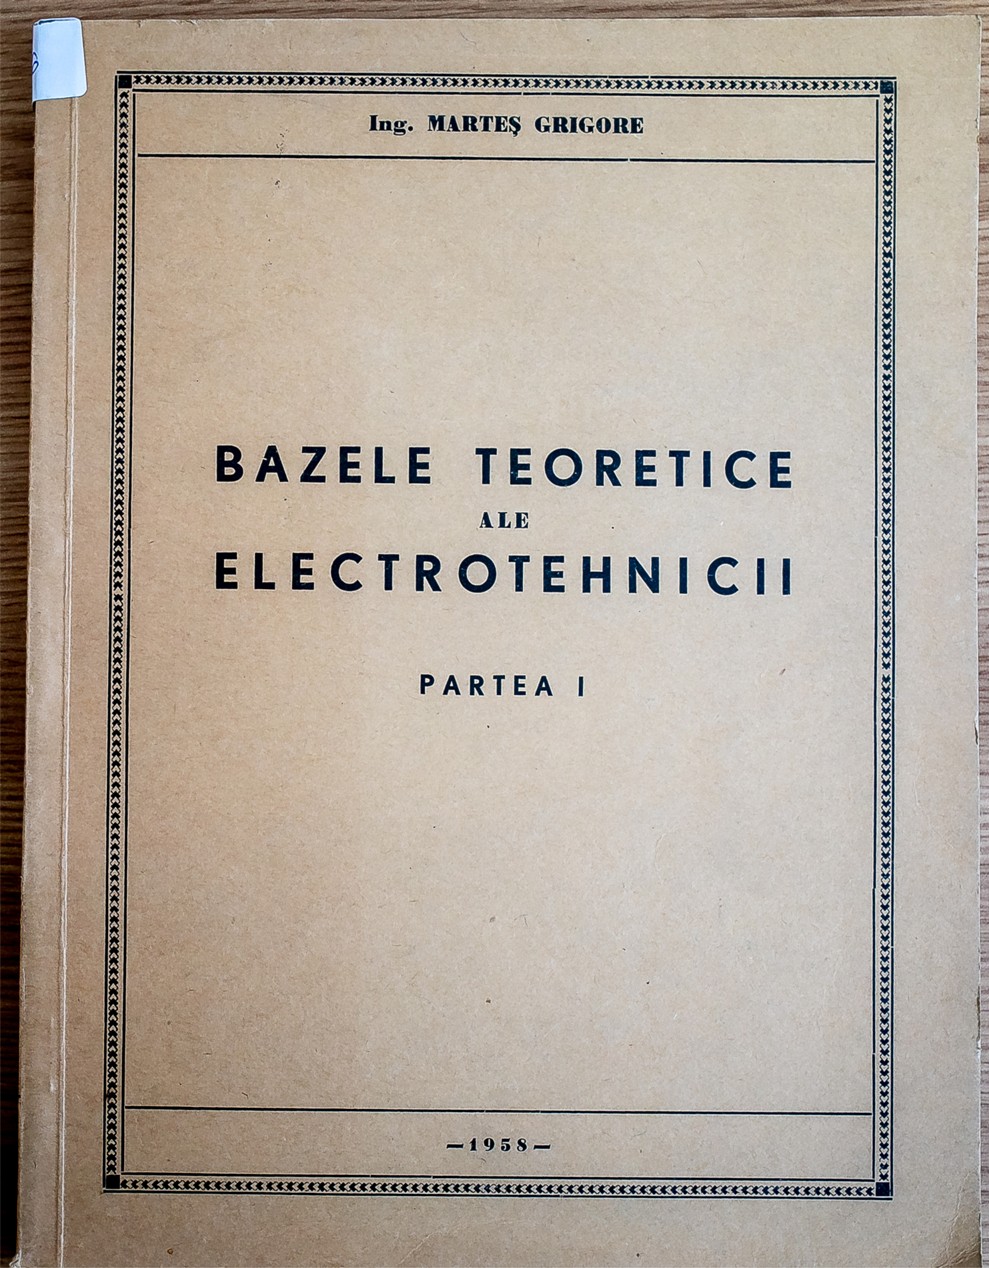 Ing. MARTEŞ GRIGORE
BAZELE TEORETICE
ALE
ELECTROTEHNICII
PARTEA I
—1958—